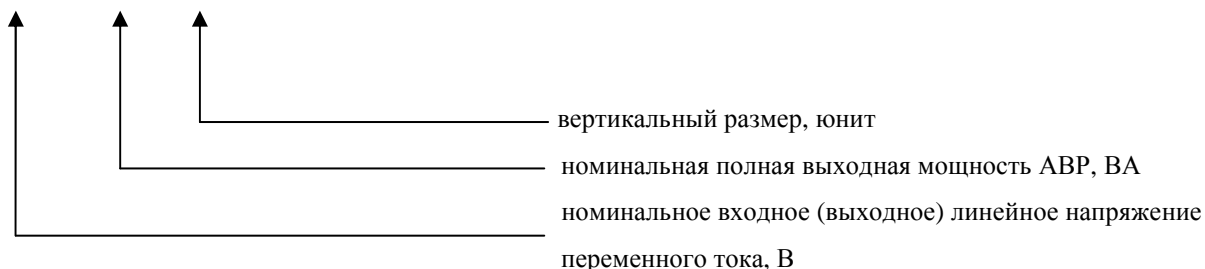 вертикальный размер, юнит
номинальная полная выходная мощность АВР, ВА
номинальное входное (выходное) линейное напряжение
переменного тока, В